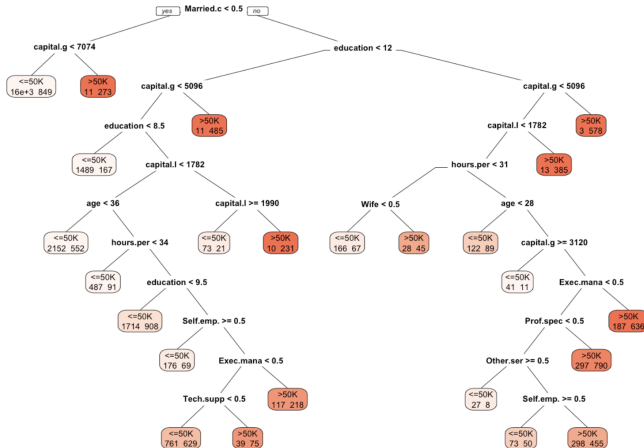 yes Married.c < 0.5 no
capital.g < 7074
education < 12
<=50K
16e+3 849
>50K
11 273
capital.g < 5096
capital.g < 5096
education < 8.5
>50K
11 485
capital.l < 1782
>50K
3 578
<=50K
1489 167
capital.l < 1782
hours.per < 31
>50K
13 385
age < 36
capital.l >= 1990
Wife < 0.5
age < 28
<=50K
2152 552
hours.per < 34
<=50K
73 21
>50K
10 231
<=50K
166 67
>50K
28 45
<=50K
122 89
capital.g >= 3120
<=50K
487 91
education < 9.5
<=50K
41 11
Exec.mana < 0.5
<=50K
1714 908
Self.emp. >= 0.5
Prof.spec < 0.5
>50K
187 636
<=50K
176 69
Exec.mana < 0.5
Other.ser >= 0.5
>50K
297 790
Tech.supp < 0.5
>50K
117 218
<=50K
27 8
Self.emp. >= 0.5
<=50K
761 629
>50K
39 75
<=50K
73 50
>50K
298 455